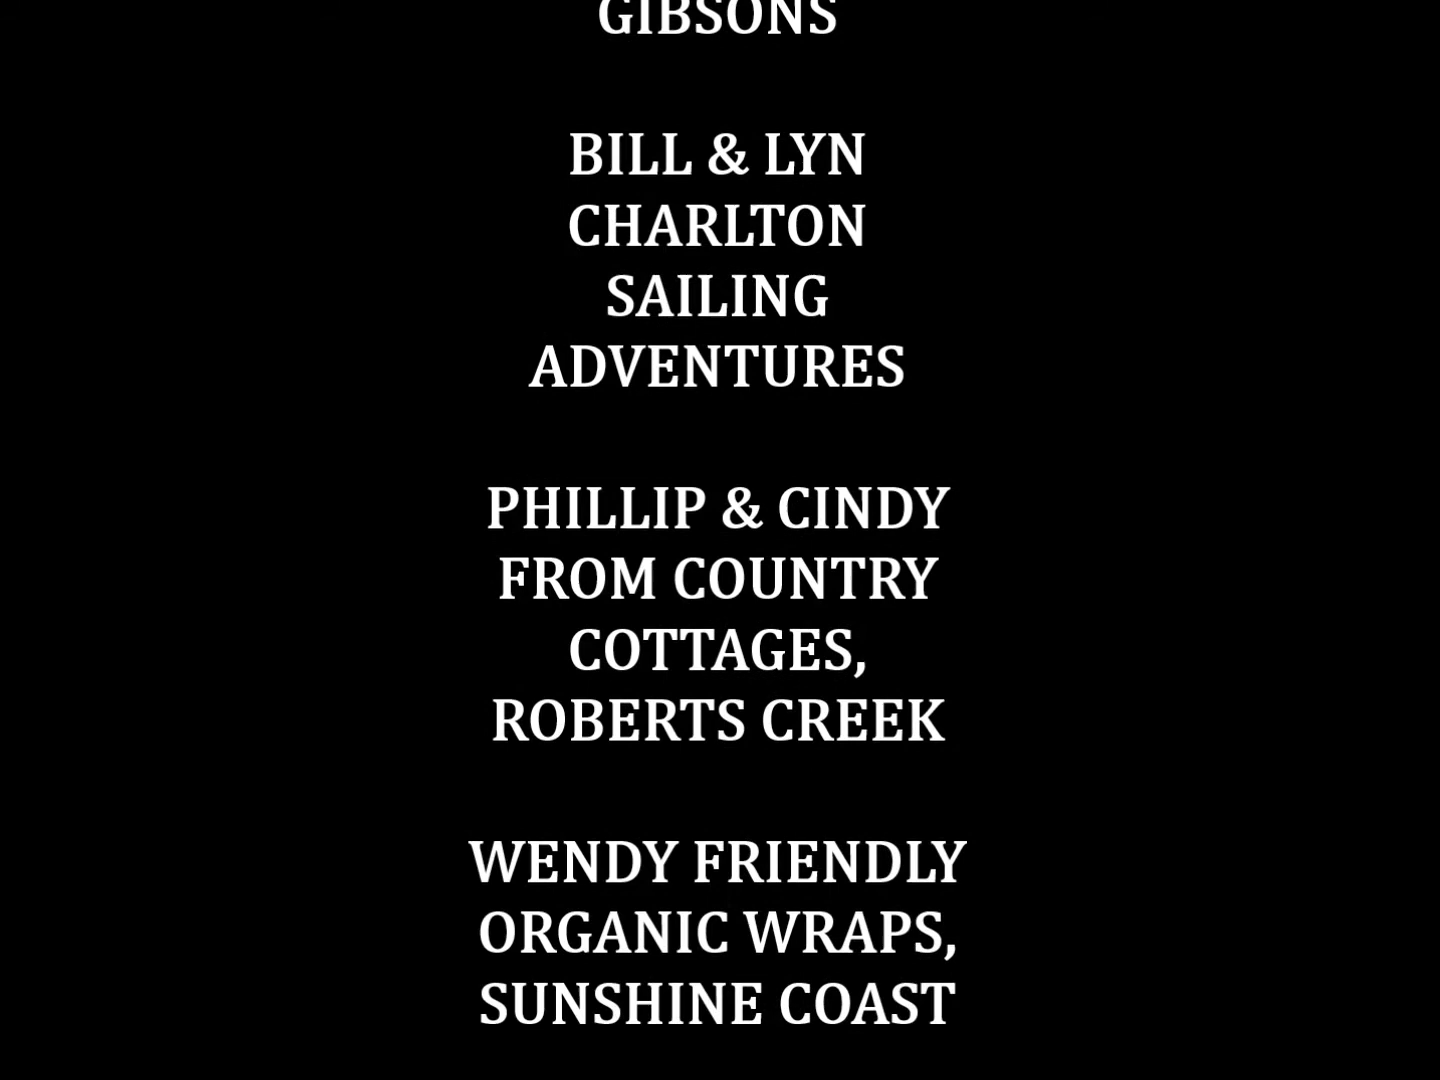 GIBSONS
BILL & LYN
CHARLTON
SAILING
ADVENTURES
PHILLIP & CINDY
FROM COUNTRY
COTTAGES,
ROBERTS CREEK
WENDY FRIENDLY
ORGANIC WRAPS,
SUNSHINE COAST